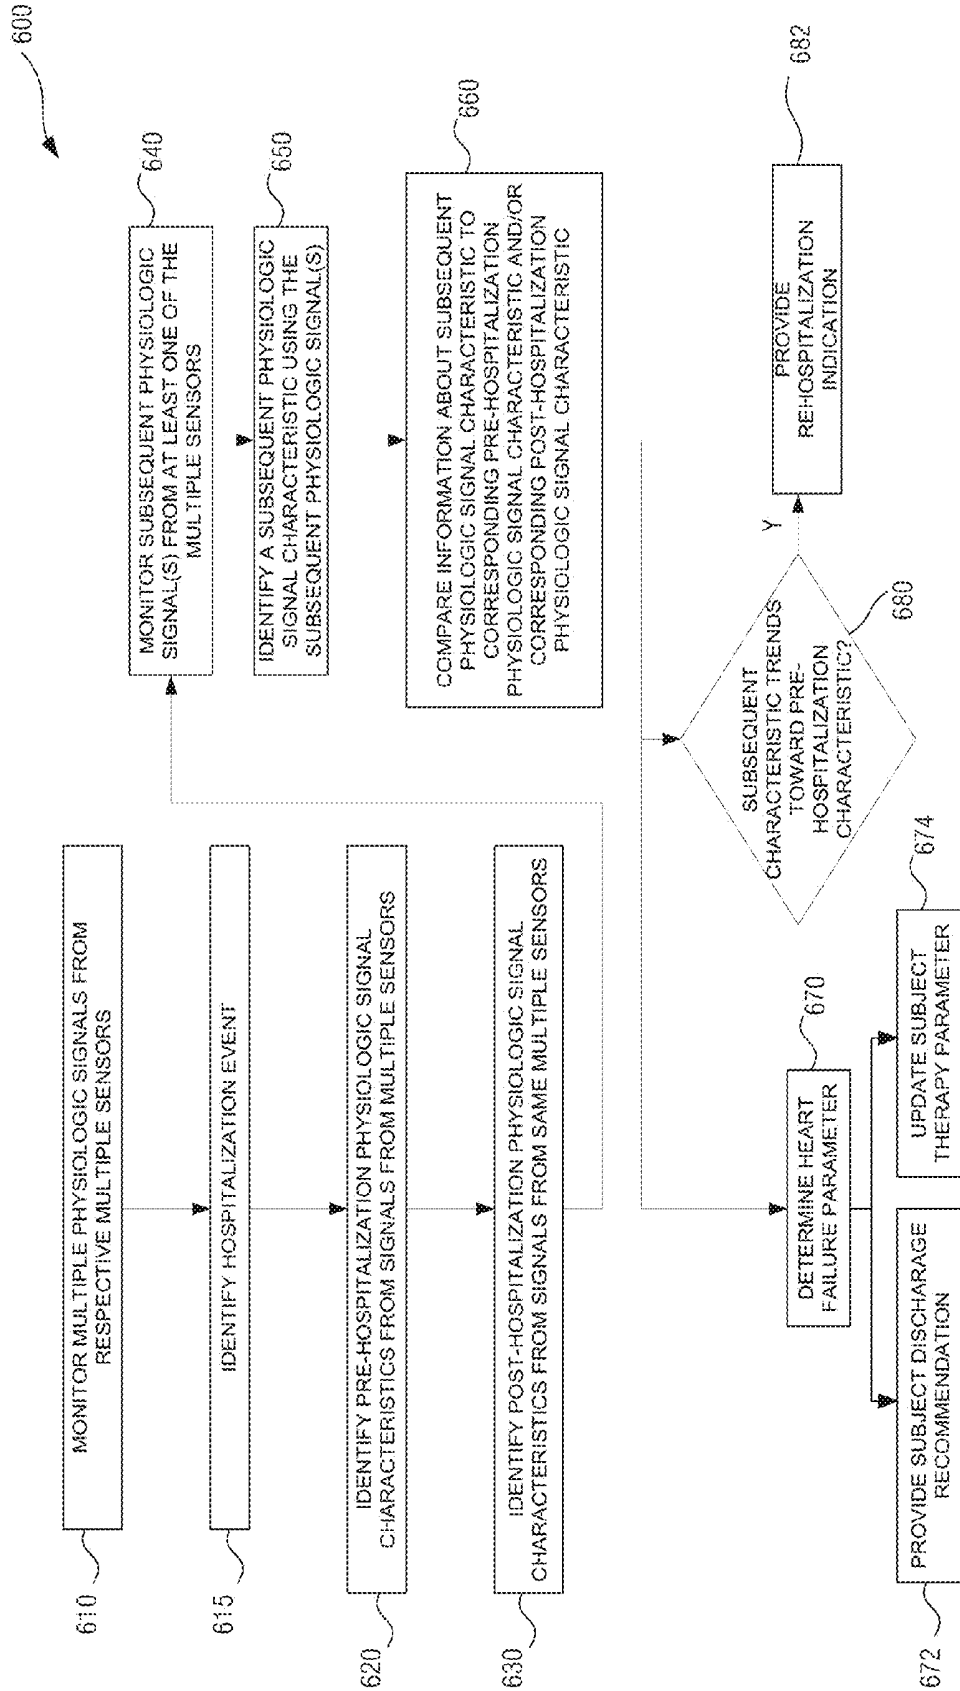 600
610
MONITOR MULTIPLE PHYSIOLOGIC SIGNALS FROM
RESPECTIVE MULTIPLE SENSORS
615
IDENTIFY HOSPITALIZATION EVENT
620
IDENTIFY PRE-HOSPITALIZATION PHYSIOLOGIC SIGNAL
CHARACTERISTICS FROM SIGNALS FROM MULTIPLE SENSORS
630
IDENTIFY POST-HOSPITALIZATION PHYSIOLOGIC SIGNAL
CHARACTERISTICS FROM SIGNALS FROM SAME MULTIPLE SENSORS
640
MONITOR SUBSEQUENT PHYSIOLOGIC
SIGNAL(S) FROM AT LEAST ONE OF THE
MULTIPLE SENSORS
650
IDENTIFY A SUBSEQUENT PHYSIOLOGIC
SIGNAL CHARACTERISTIC USING THE
SUBSEQUENT PHYSIOLOGIC SIGNAL(S)
660
COMPARE INFORMATION ABOUT SUBSEQUENT
PHYSIOLOGIC SIGNAL CHARACTERISTIC TO
CORRESPONDING PRE-HOSPITALIZATION
PHYSIOLOGIC SIGNAL CHARACTERISTIC AND/OR
CORRESPONDING POST-HOSPITALIZATION
PHYSIOLOGIC SIGNAL CHARACTERISTIC
670
DETERMINE HEART
FAILURE PARAMETER
672
PROVIDE SUBJECT DISCHARGE
RECOMMENDATION
674
UPDATE SUBJECT
THERAPY PARAMETER
680
SUBSEQUENT
CHARACTERISTIC TRENDS
TOWARD PRE-
HOSPITALIZATION
CHARACTERISTIC?
Y
682
PROVIDE
REHOSPITALIZATION
INDICATION